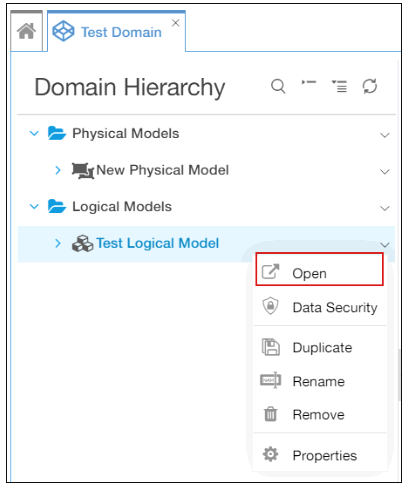 Test Domain ×
Domain Hierarchy
Physical Models
New Physical Model
Logical Models
Test Logical Model
Open
Data Security
Duplicate
Rename
Remove
Properties